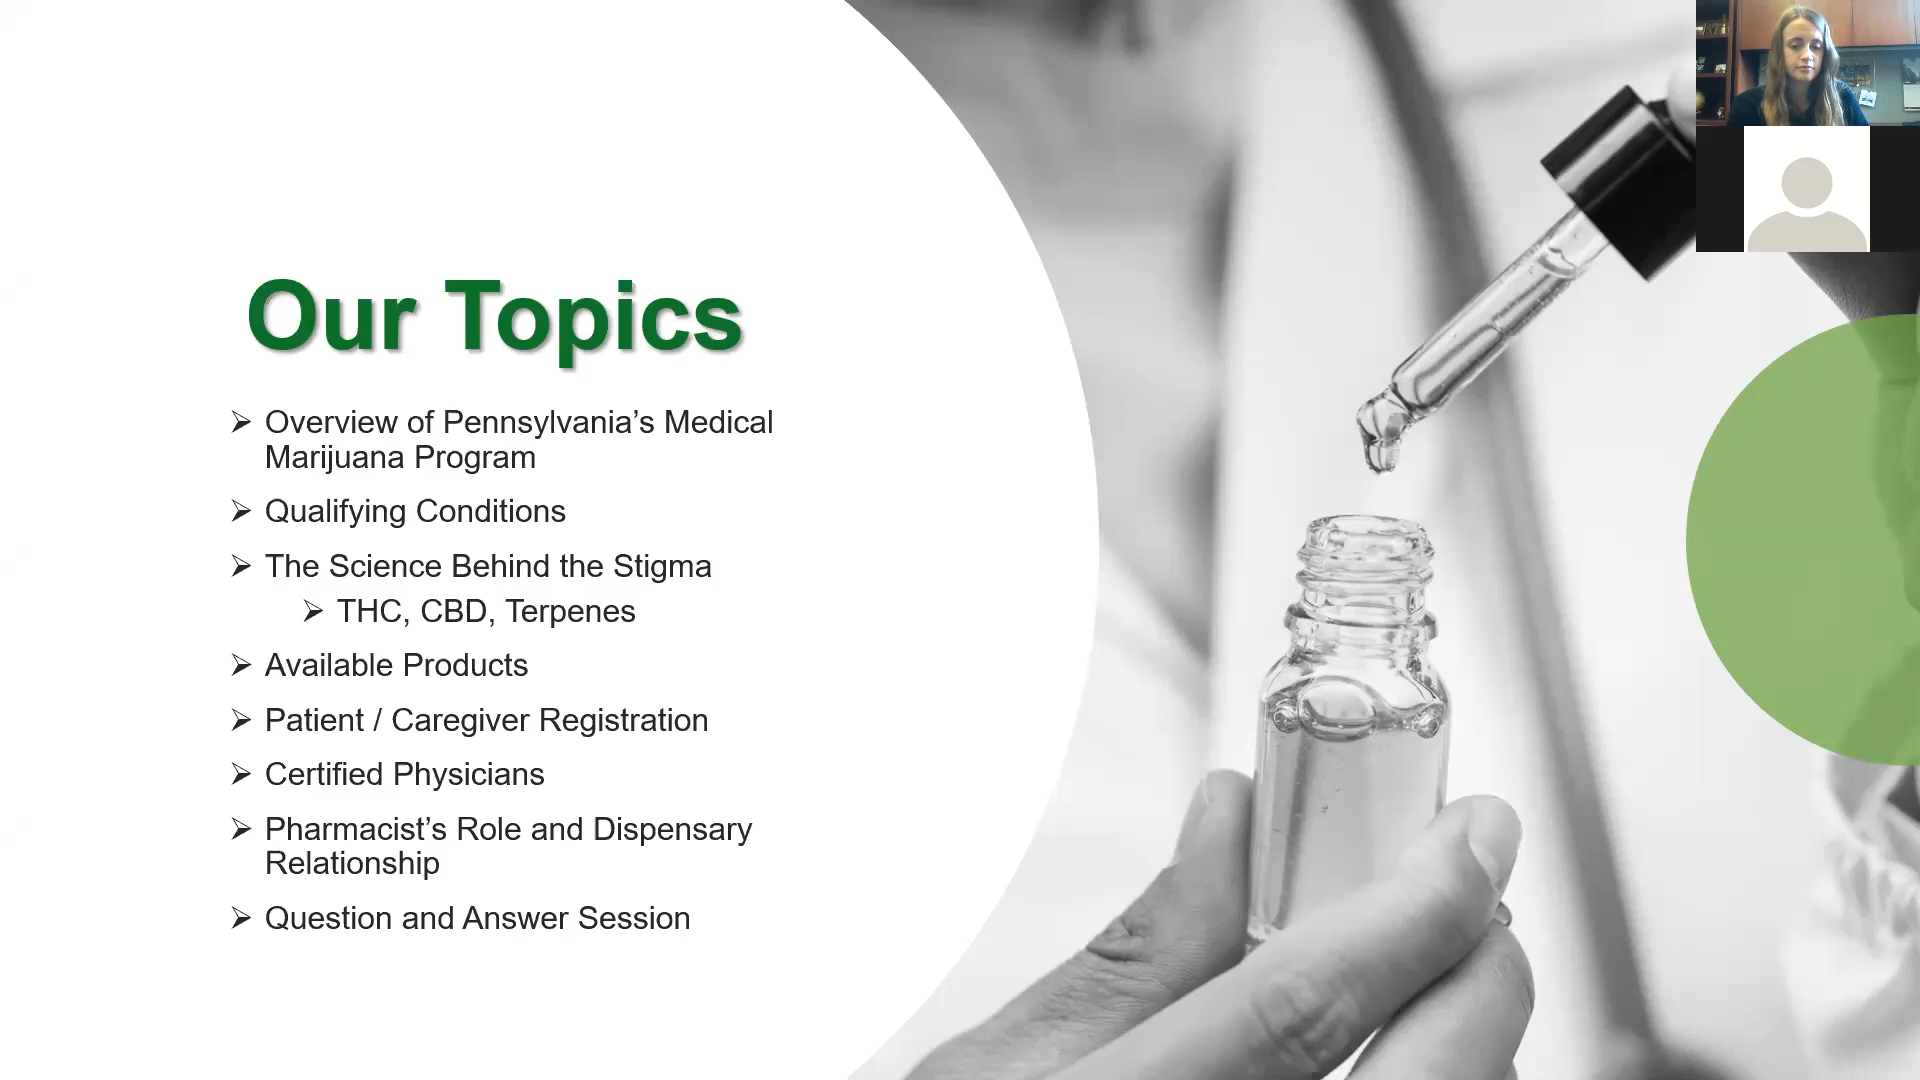 Our Topics
Overview of Pennsylvania’s Medical
Marijuana Program
Qualifying Conditions
The Science Behind the Stigma
THC, CBD, Terpenes
Available Products
Patient / Caregiver Registration
Certified Physicians
Pharmacist’s Role and Dispensary
Relationship
Question and Answer Session